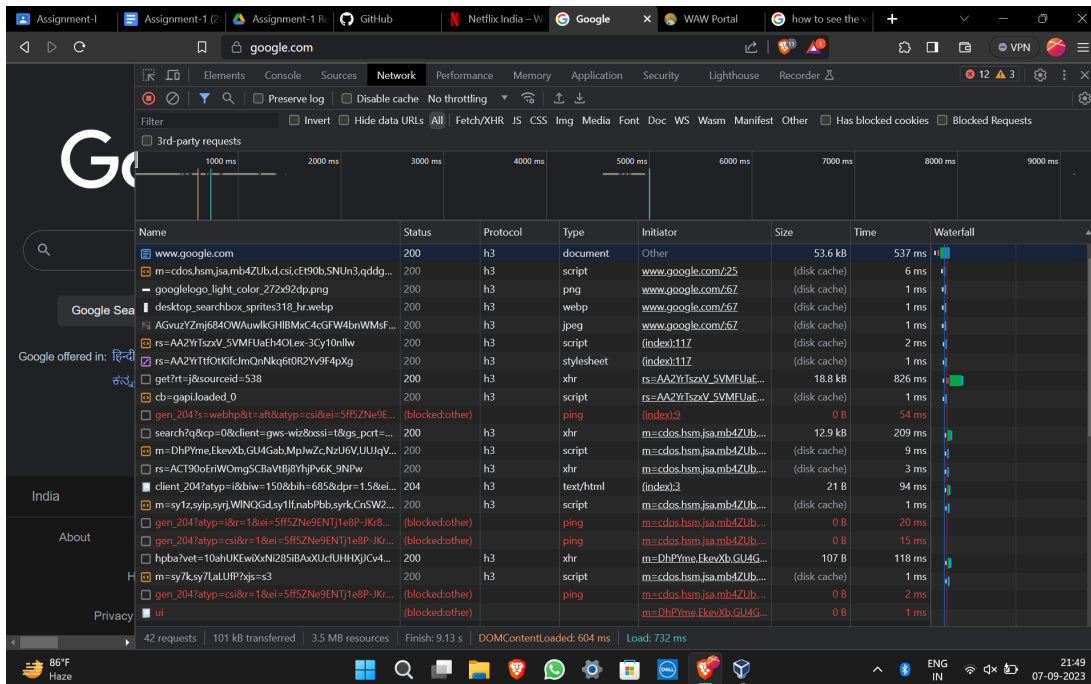 Assignment-I
Assignment-1 (2
Assignment-1 Re
GitHub
Netflix India – W
Google
WAW Portal
how to see the v
google.com
VPN
Elements Console Sources Network Performance Memory Application Security Lighthouse Recorder 12 3
Preserve log Disable cache No throttling
Filter Invert Hide data URLs All Fetch/XHR JS CSS Img Media Font Doc WS Wasm Manifest Other Has blocked cookies Blocked Requests
3rd-party requests
1000 ms 2000 ms 3000 ms 4000 ms 5000 ms 6000 ms 7000 ms 8000 ms 9000 ms
Go
Name Status Protocol Type Initiator Size Time Waterfall
www.google.com 200 h3 document Other 53.6 kB 537 ms
m=cdos,hsm,jsa,mb4ZUb,d,csi,cEt90b,SNUn3,qddg... 200 h3 script www.google.com/:25 (disk cache) 6 ms
googlelogo_light_color_272x92dp.png 200 h3 png www.google.com/:67 (disk cache) 1 ms
desktop_searchbox_sprites318_hr.webp 200 h3 webp www.google.com/:67 (disk cache) 1 ms
Google Sea
AGvuzYZmj684OWAuwlkGHlBMxC4cGFW4bnWMsF... 200 h3 jpeg www.google.com/:67 (disk cache) 1 ms
rs=AA2YrTszxV_5VMFUaEh4OLex-3Cy10nllw 200 h3 script (index):117 (disk cache) 2 ms
Google offered in: हिन्दी
rs=AA2YrTtfOtKifcJmQnNkq6t0R2Yv9F4pXg 200 h3 stylesheet (index):117 (disk cache) 1 ms
ಕನ್ನ
get?rt=j&sourceid=538 200 h3 xhr rs=AA2YrTszxV_5VMFUaE... 18.8 kB 826 ms
cb=gapi.loaded_0 200 h3 script rs=AA2YrTszxV_5VMFUaE... (disk cache) 1 ms
gen_204?s=webhp&t=aft&atyp=csi&ei=5ff5ZNe9E... (blocked:other) ping (index):9 0 B 54 ms
search?q&cp=0&client=gws-wiz&xssi=t&gs_pcrt=... 200 h3 xhr m=cdos,hsm,jsa,mb4ZUb,... 12.9 kB 209 ms
m=DhPYme,EkevXb,GU4Gab,MpJwZc,NzU6V,UUJqV... 200 h3 script m=cdos,hsm,jsa,mb4ZUb,... (disk cache) 9 ms
rs=ACT90oEriWOmgSCBaVtBj8YhjPv6K_9NPw 200 h3 xhr m=cdos,hsm,jsa,mb4ZUb,... (disk cache) 3 ms
client_204?atyp=i&biw=150&bih=685&dpr=1.5&ei... 204 h3 text/html (index):3 21 B 94 ms
India
m=sy1z,syip,syrj,WlNQGd,sy1lf,nabPbb,syrk,CnSW2... 200 h3 script m=cdos,hsm,jsa,mb4ZUb,... (disk cache) 1 ms
gen_204?atyp=i&r=1&ei=5ff5ZNe9ENTj1e8P-JKr8... (blocked:other) ping m=cdos,hsm,jsa,mb4ZUb,... 0 B 20 ms
About
gen_204?atyp=csi&r=1&ei=5ff5ZNe9ENTj1e8P-JKr... (blocked:other) ping m=cdos,hsm,jsa,mb4ZUb,... 0 B 15 ms
hpba?vet=10ahUKEwiXxNi285iBAxXUcfUHHXjJCv4... 200 h3 xhr m=DhPYme,EkevXb,GU4G... 107 B 118 ms
H
m=sy7k,sy7l,aLUfP?xjs=s3 200 h3 script m=cdos,hsm,jsa,mb4ZUb,... (disk cache) 1 ms
gen_204?atyp=csi&r=1&ei=5ff5ZNe9ENTj1e8P-JKr... (blocked:other) ping m=cdos,hsm,jsa,mb4ZUb,... 0 B 2 ms
Privacy
ui (blocked:other) m=DhPYme,EkevXb,GU4G... 0 B 1 ms
42 requests 101 kB transferred 3.5 MB resources Finish: 9.13 s DOMContentLoaded: 604 ms Load: 732 ms
86°F
Haze
DELL
ENG
IN
21:49
07-09-2023